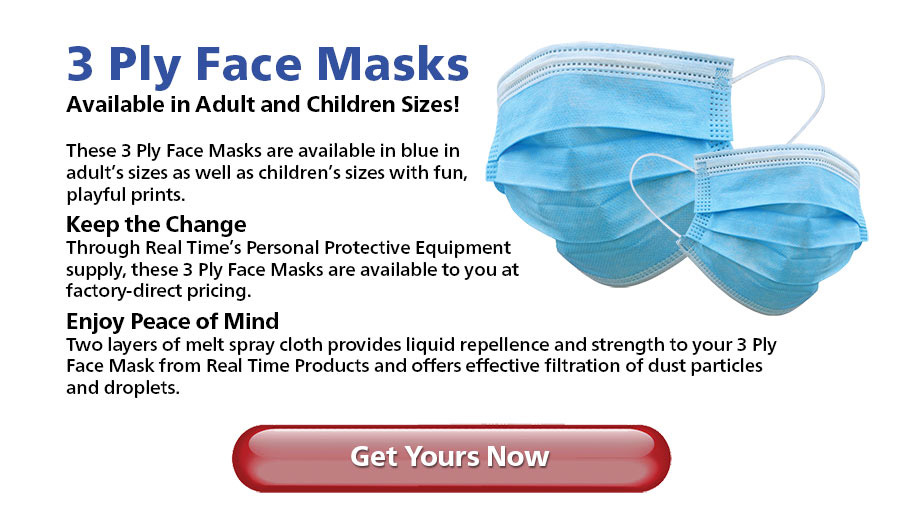 3 Ply Face Masks
Available in Adult and Children Sizes!
These 3 Ply Face Masks are available in blue in
adult’s sizes as well as children’s sizes with fun,
playful prints.
Keep the Change
Through Real Time’s Personal Protective Equipment
supply, these 3 Ply Face Masks are available to you at
factory-direct pricing.
Enjoy Peace of Mind
Two layers of melt spray cloth provides liquid repellence and strength to your 3 Ply
Face Mask from Real Time Products and offers effective filtration of dust particles
and droplets.
Get Yours Now